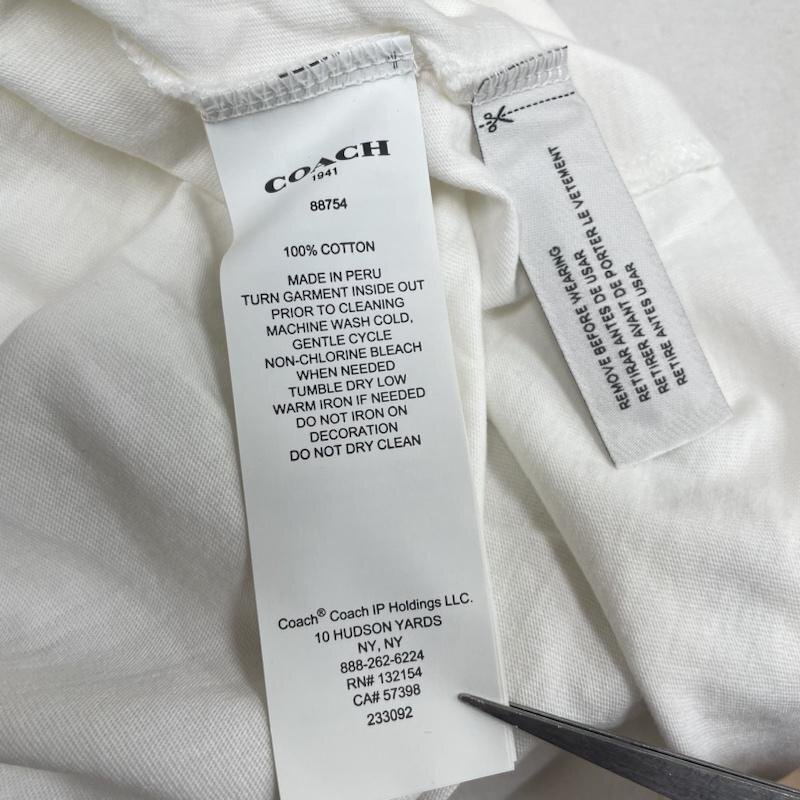 COACH
1941
88754
100% COTTON
MADE IN PERU
TURN GARMENT INSIDE OUT
PRIOR TO CLEANING
MACHINE WASH COLD,
GENTLE CYCLE
NON-CHLORINE BLEACH
WHEN NEEDED
TUMBLE DRY LOW
WARM IRON IF NEEDED
DO NOT IRON ON
DECORATION
DO NOT DRY CLEAN
Coach® Coach IP Holdings LLC.
10 HUDSON YARDS
NY, NY
888-262-6224
RN# 132154
CA# 57398
233092
REMOVE BEFORE WEARING
RETIRAR ANTES DE USAR
RETIRER AVANT DE PORTER LE VETEMENT
RETIRE ANTES USAR